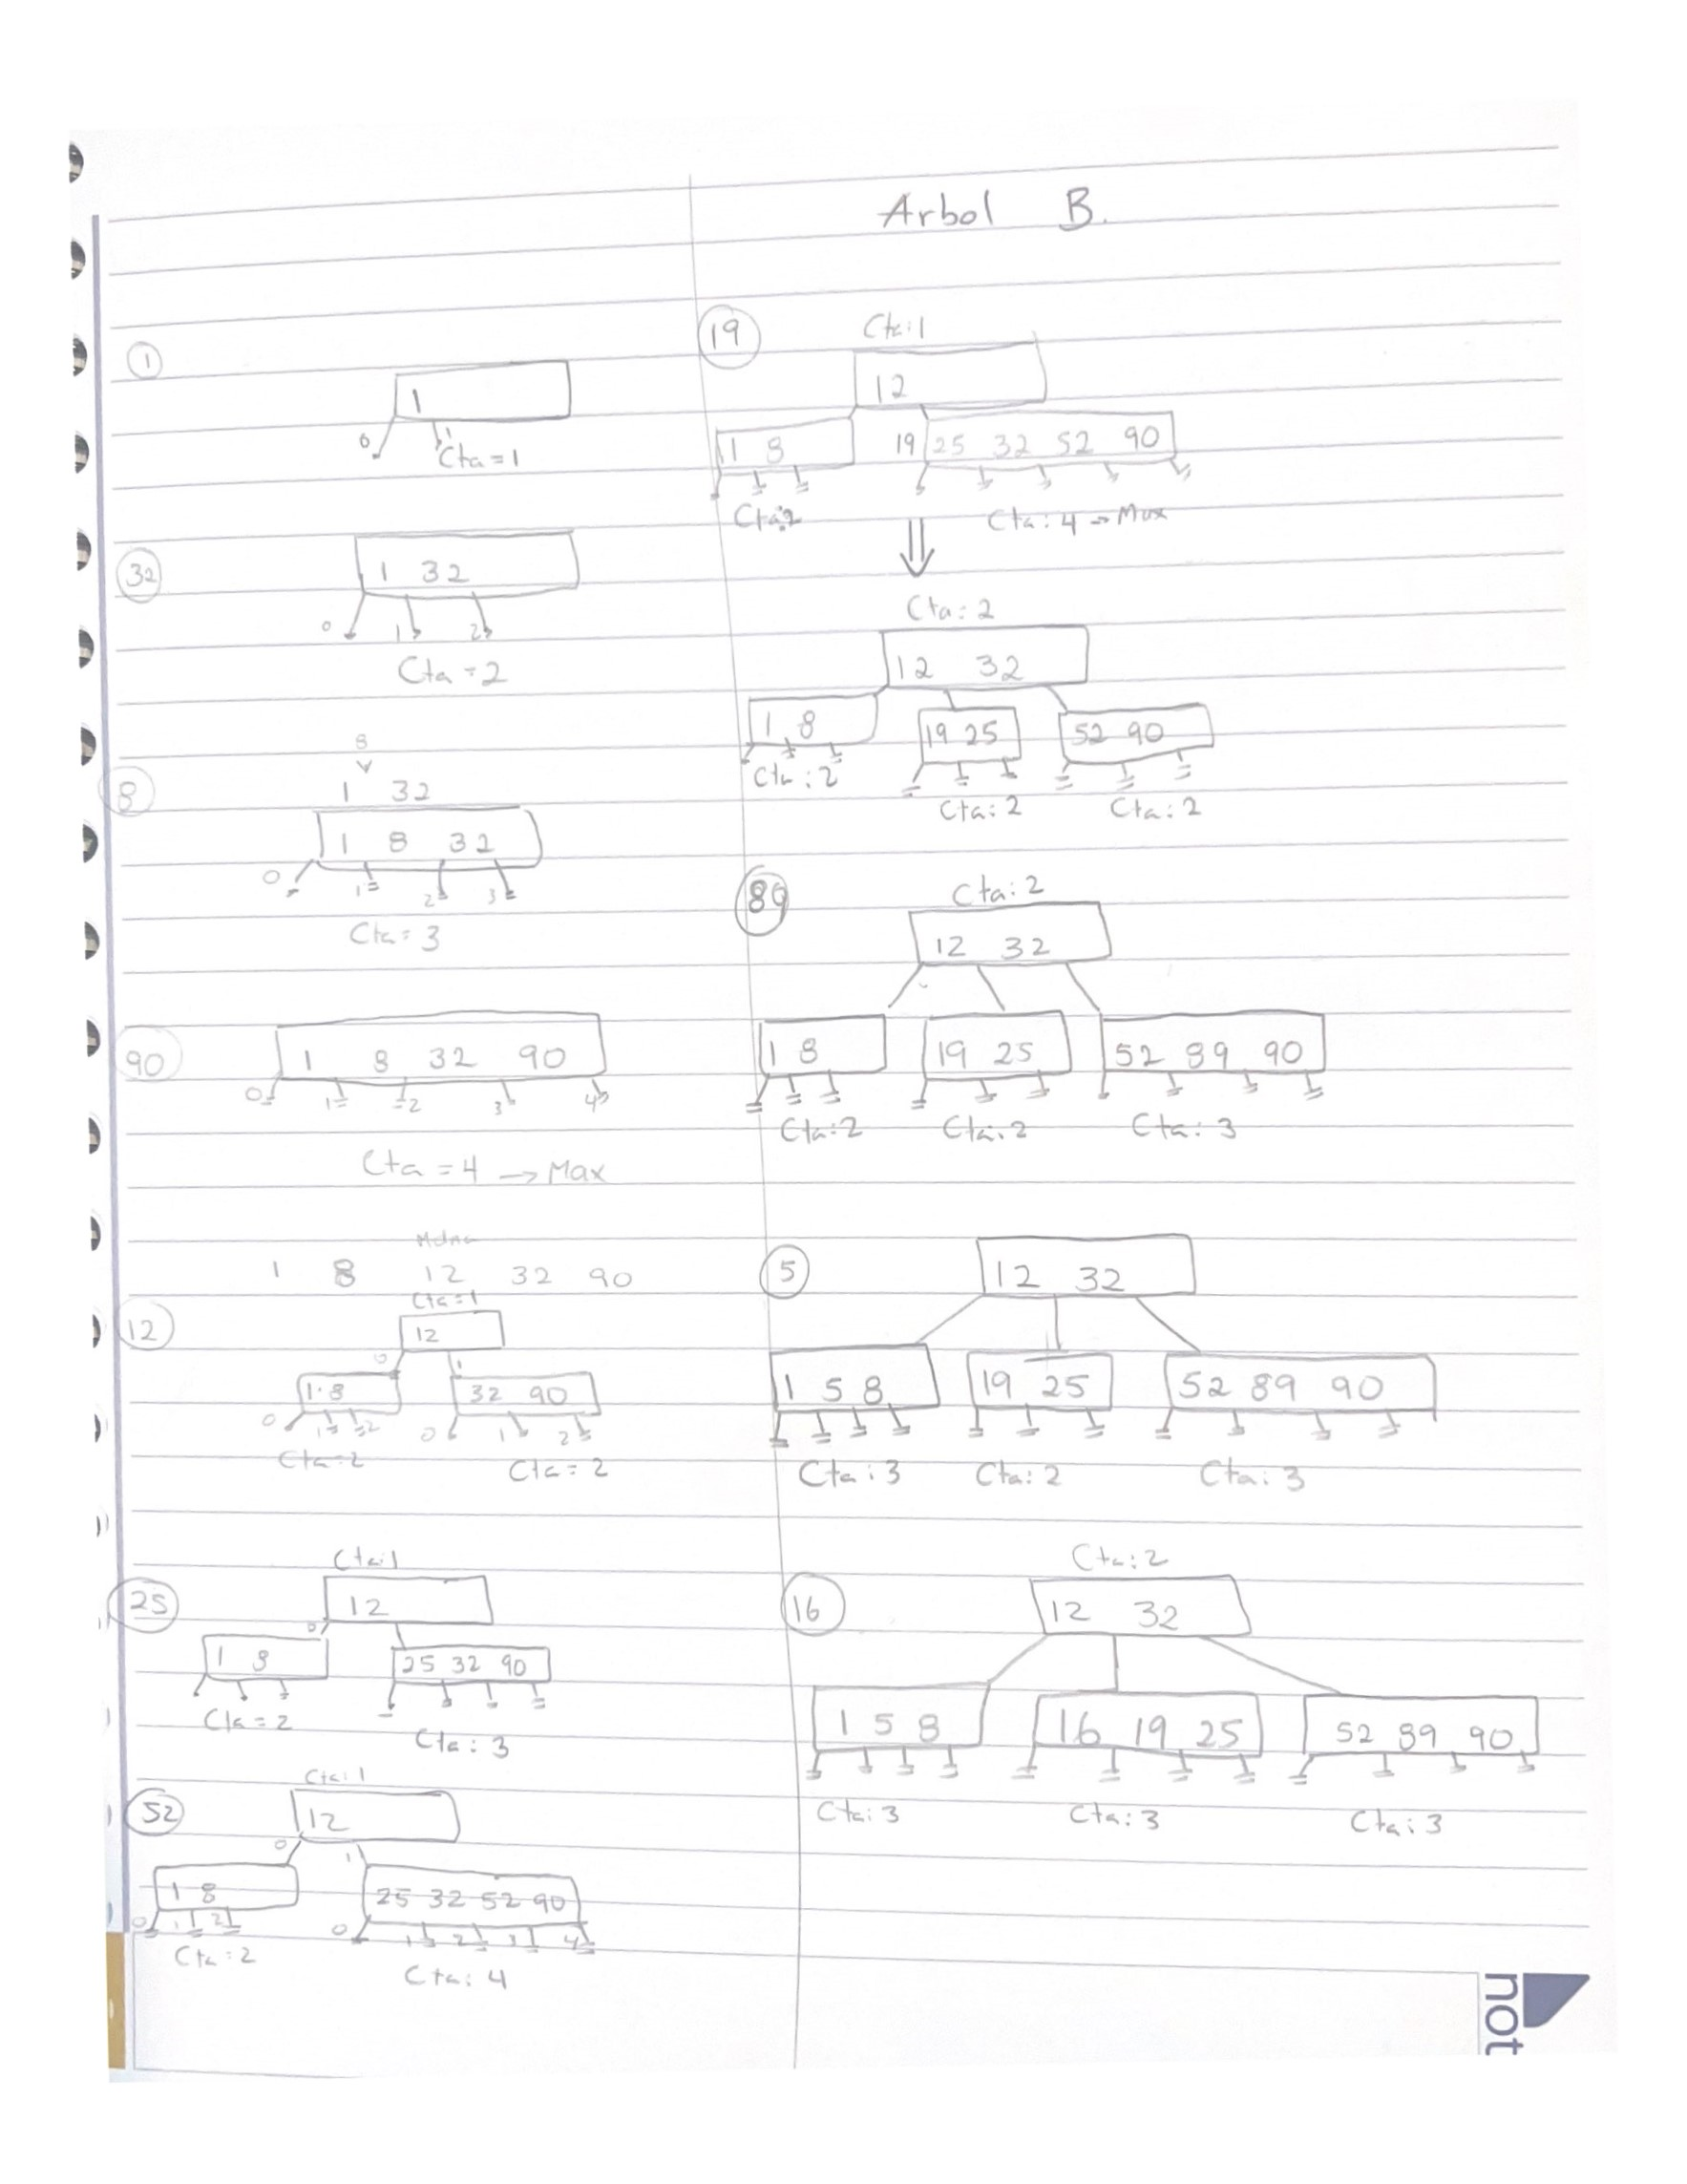 Arbol B.
1
1
0 1
Cta = 1
32
1 32
0 1 2
Cta = 2
8
8
1 32
1 8 32
0 1 2 3
Cta = 3
90
1 8 32 90
0 1 2 3 4
Cta = 4 → Max
1 8 12 32 90
12
Cta = 1
12
0 1
1 8 32 90
0 1 2 0 1 2
Cta = 2 Cta = 2
25
Cta: 1
12
0
1 8 25 32 90
Cta = 2 Cta: 3
52
Cta: 1
12
0 1
1 8 25 32 52 90
0 1 2 0 1 2 3 4
Cta: 2 Cta: 4
19
Cta: 1
12
1 8 19 25 32 52 90
Cta: 2 Cta: 4 → Max
⇓
Cta: 2
12 32
1 8 19 25 52 90
Cta: 2 Cta: 2 Cta: 2
89
Cta: 2
12 32
1 8 19 25 52 89 90
Cta: 2 Cta: 2 Cta: 3
5
12 32
1 5 8 19 25 52 89 90
Cta: 3 Cta: 2 Cta: 3
16
Cta: 2
12 32
1 5 8 16 19 25 52 89 90
Cta: 3 Cta: 3 Cta: 3
not